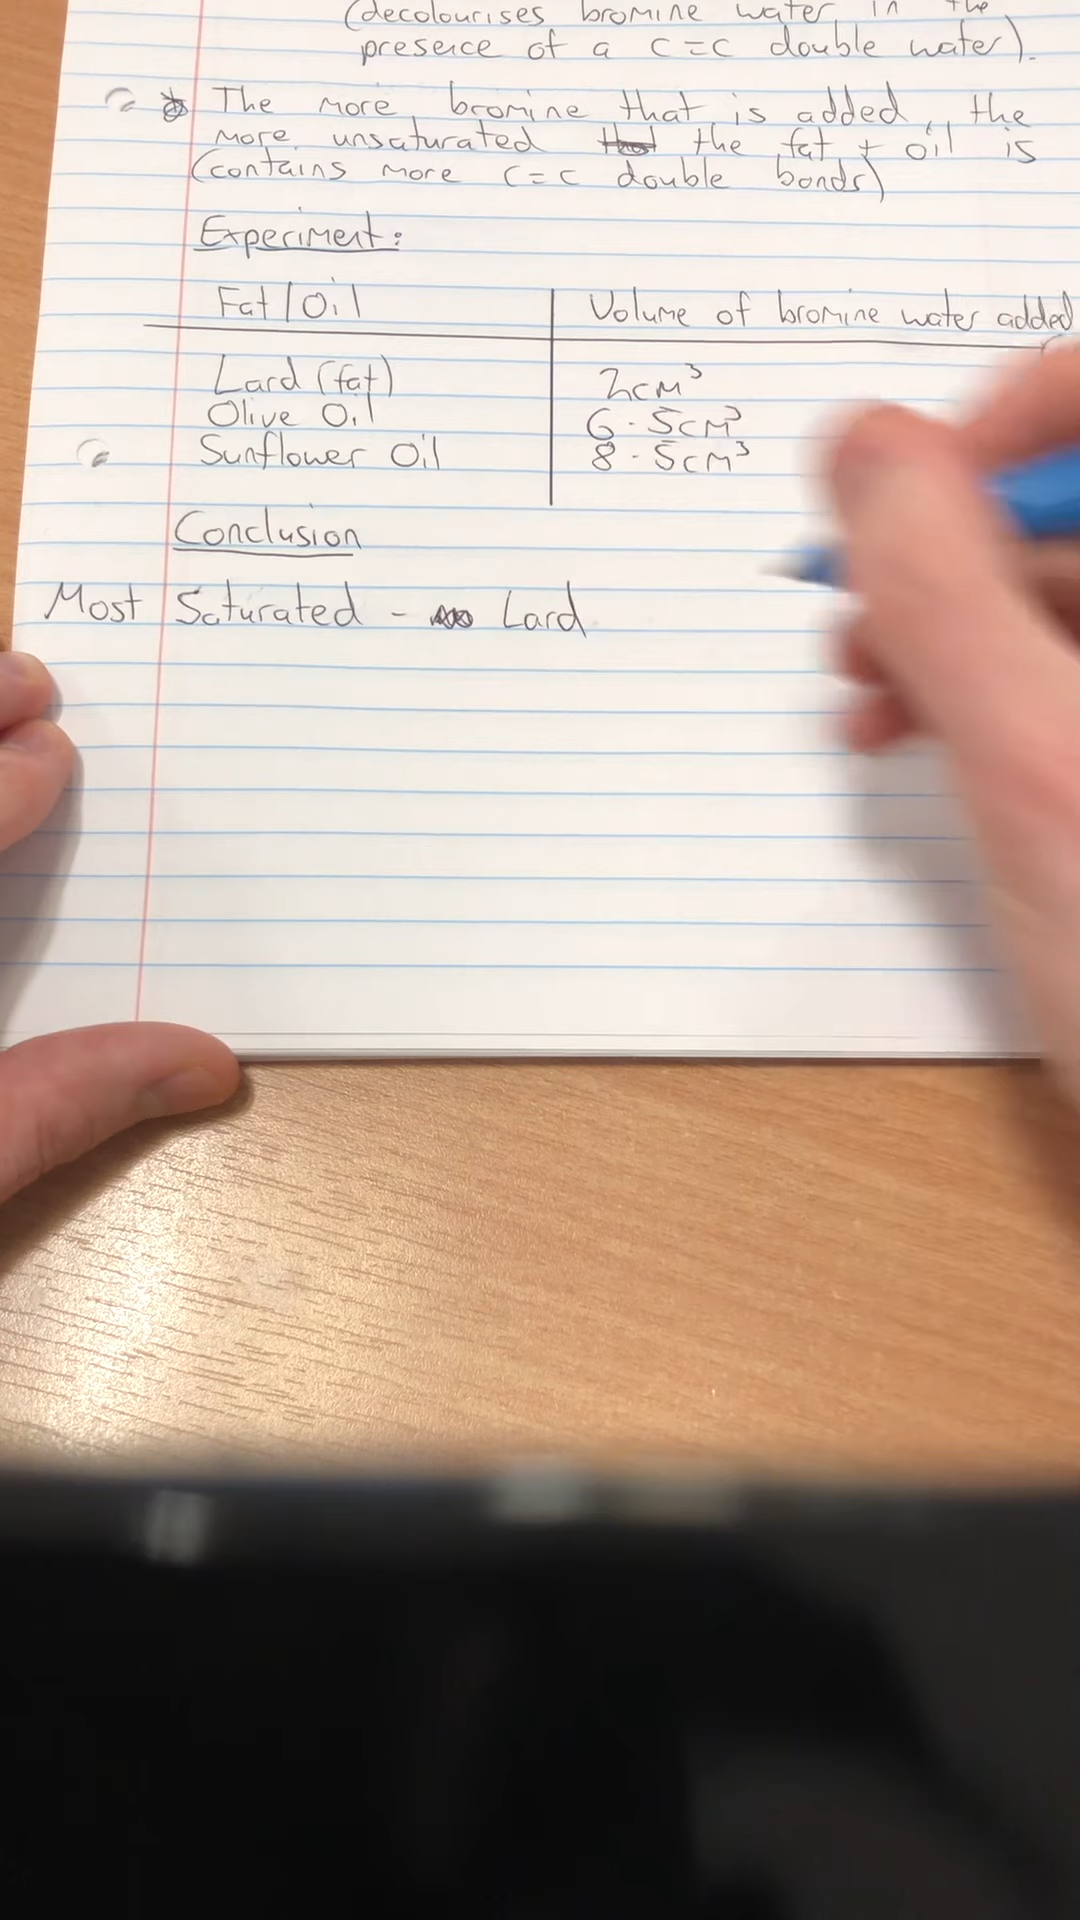 (decolourises bromine water in the
presence of a C=C double water).
The more bromine that is added, the
more unsaturated the fat + oil is
(contains more C=C double bonds)
Experiment:
Fat/Oil Volume of bromine water added
Lard (fat) 2cm³
Olive Oil 6.5cm³
Sunflower Oil 8.5cm³
Conclusion
Most Saturated - Lard